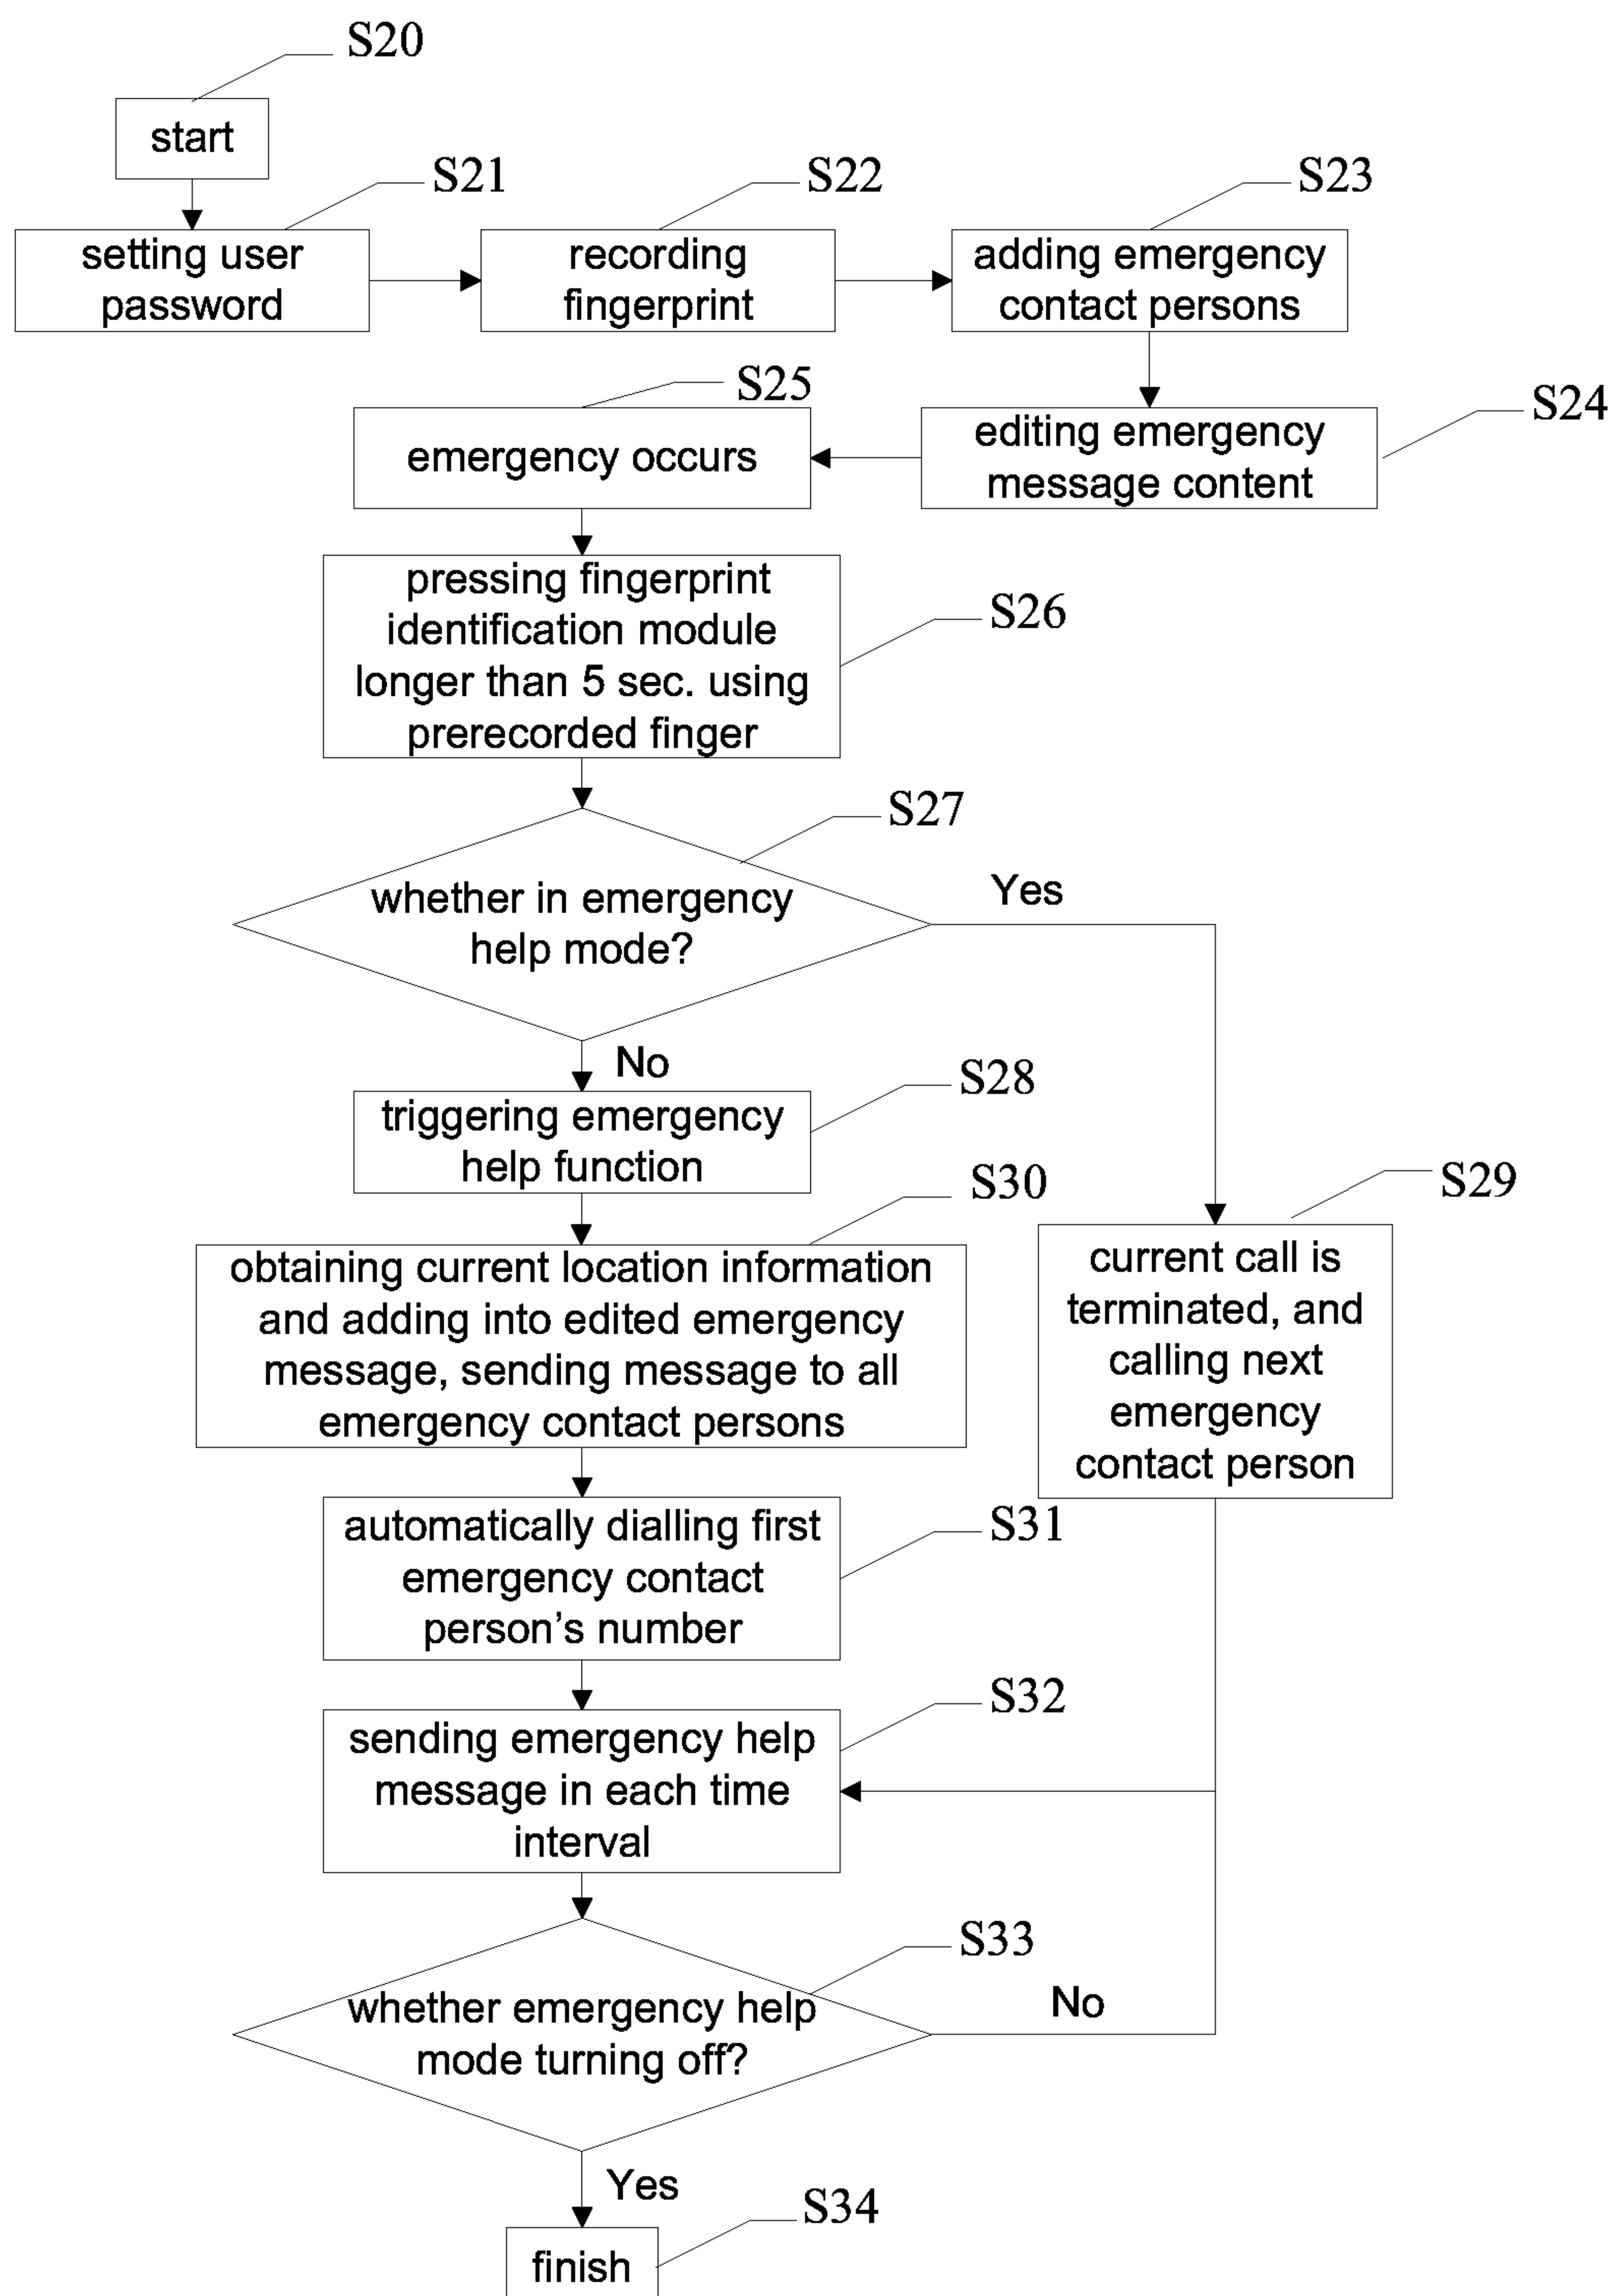 S20
start
S21
S22
S23
setting user
password
recording
fingerprint
adding emergency
contact persons
S25
S24
emergency occurs
editing emergency
message content
pressing fingerprint
identification module
longer than 5 sec. using
prerecorded finger
S26
S27
whether in emergency
help mode?
Yes
No
S28
triggering emergency
help function
S30
S29
obtaining current location information
and adding into edited emergency
message, sending message to all
emergency contact persons
current call is
terminated, and
calling next
emergency
contact person
automatically dialling first
emergency contact
person's number
S31
S32
sending emergency help
message in each time
interval
S33
whether emergency help
mode turning off?
No
Yes
S34
finish